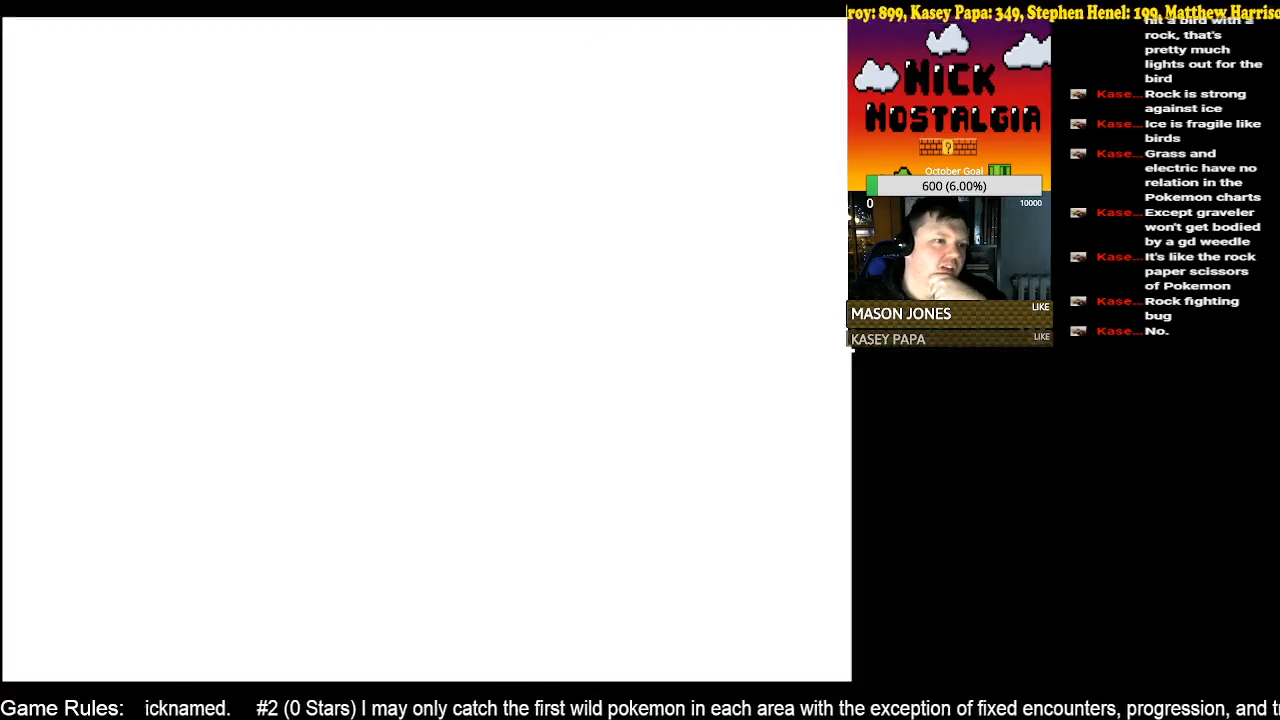 roy: 899, Kasey Papa: 349, Stephen Henel: 199, Matthew Harriso
NICK
NOSTALGIA
?
October Goal
600 (6.00%)
0
10000
MASON JONES
LIKE
KASEY PAPA
LIKE
hit a bird with a
rock, that's
pretty much
lights out for the
bird
Kase... Rock is strong
against ice
Kase... Ice is fragile like
birds
Kase... Grass and
electric have no
relation in the
Pokemon charts
Kase... Except graveler
won't get bodied
by a gd weedle
Kase... It's like the rock
paper scissors
of Pokemon
Kase... Rock fighting
bug
Kase... No.
Game Rules: icknamed. #2 (0 Stars) I may only catch the first wild pokemon in each area with the exception of fixed encounters, progression, and t